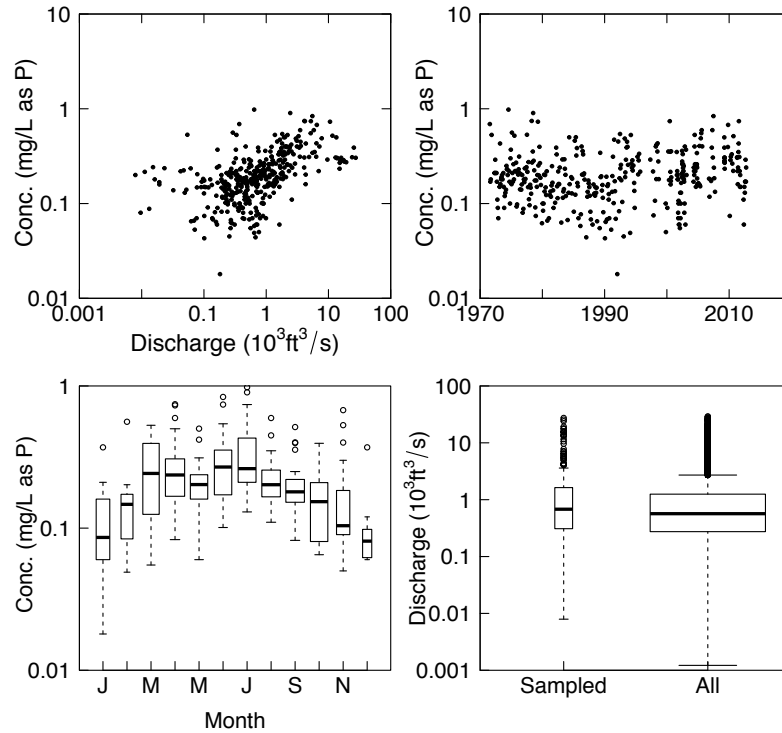 10
1
0.1
0.01
Conc. (mg/L as P)
0.001
0.1
1
10
100
Discharge (10³ft³/s)
10
1
0.1
0.01
Conc. (mg/L as P)
1970
1990
2010
1
0.1
0.01
Conc. (mg/L as P)
J
M
M
J
S
N
Month
100
10
1
0.1
0.01
0.001
Discharge (10³ft³/s)
Sampled
All